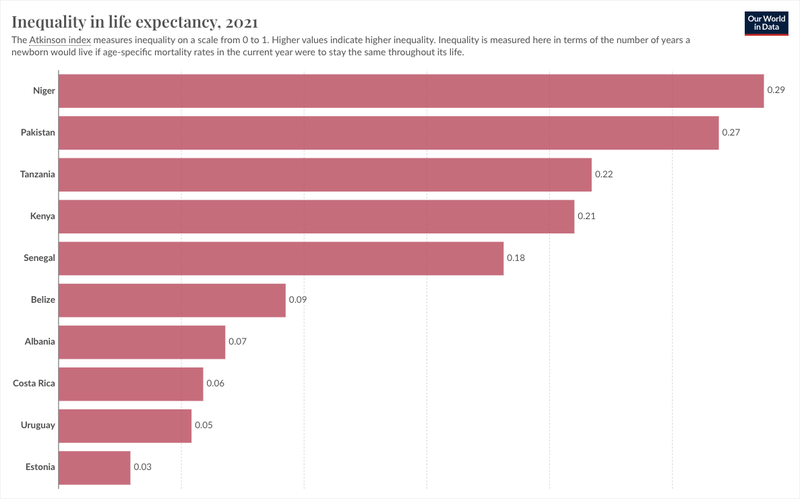 Inequality in life expectancy, 2021
Our World
in Data
The Atkinson index measures inequality on a scale from 0 to 1. Higher values indicate higher inequality. Inequality is measured here in terms of the number of years a
newborn would live if age-specific mortality rates in the current year were to stay the same throughout its life.
Niger 0.29
Pakistan 0.27
Tanzania 0.22
Kenya 0.21
Senegal 0.18
Belize 0.09
Albania 0.07
Costa Rica 0.06
Uruguay 0.05
Estonia 0.03